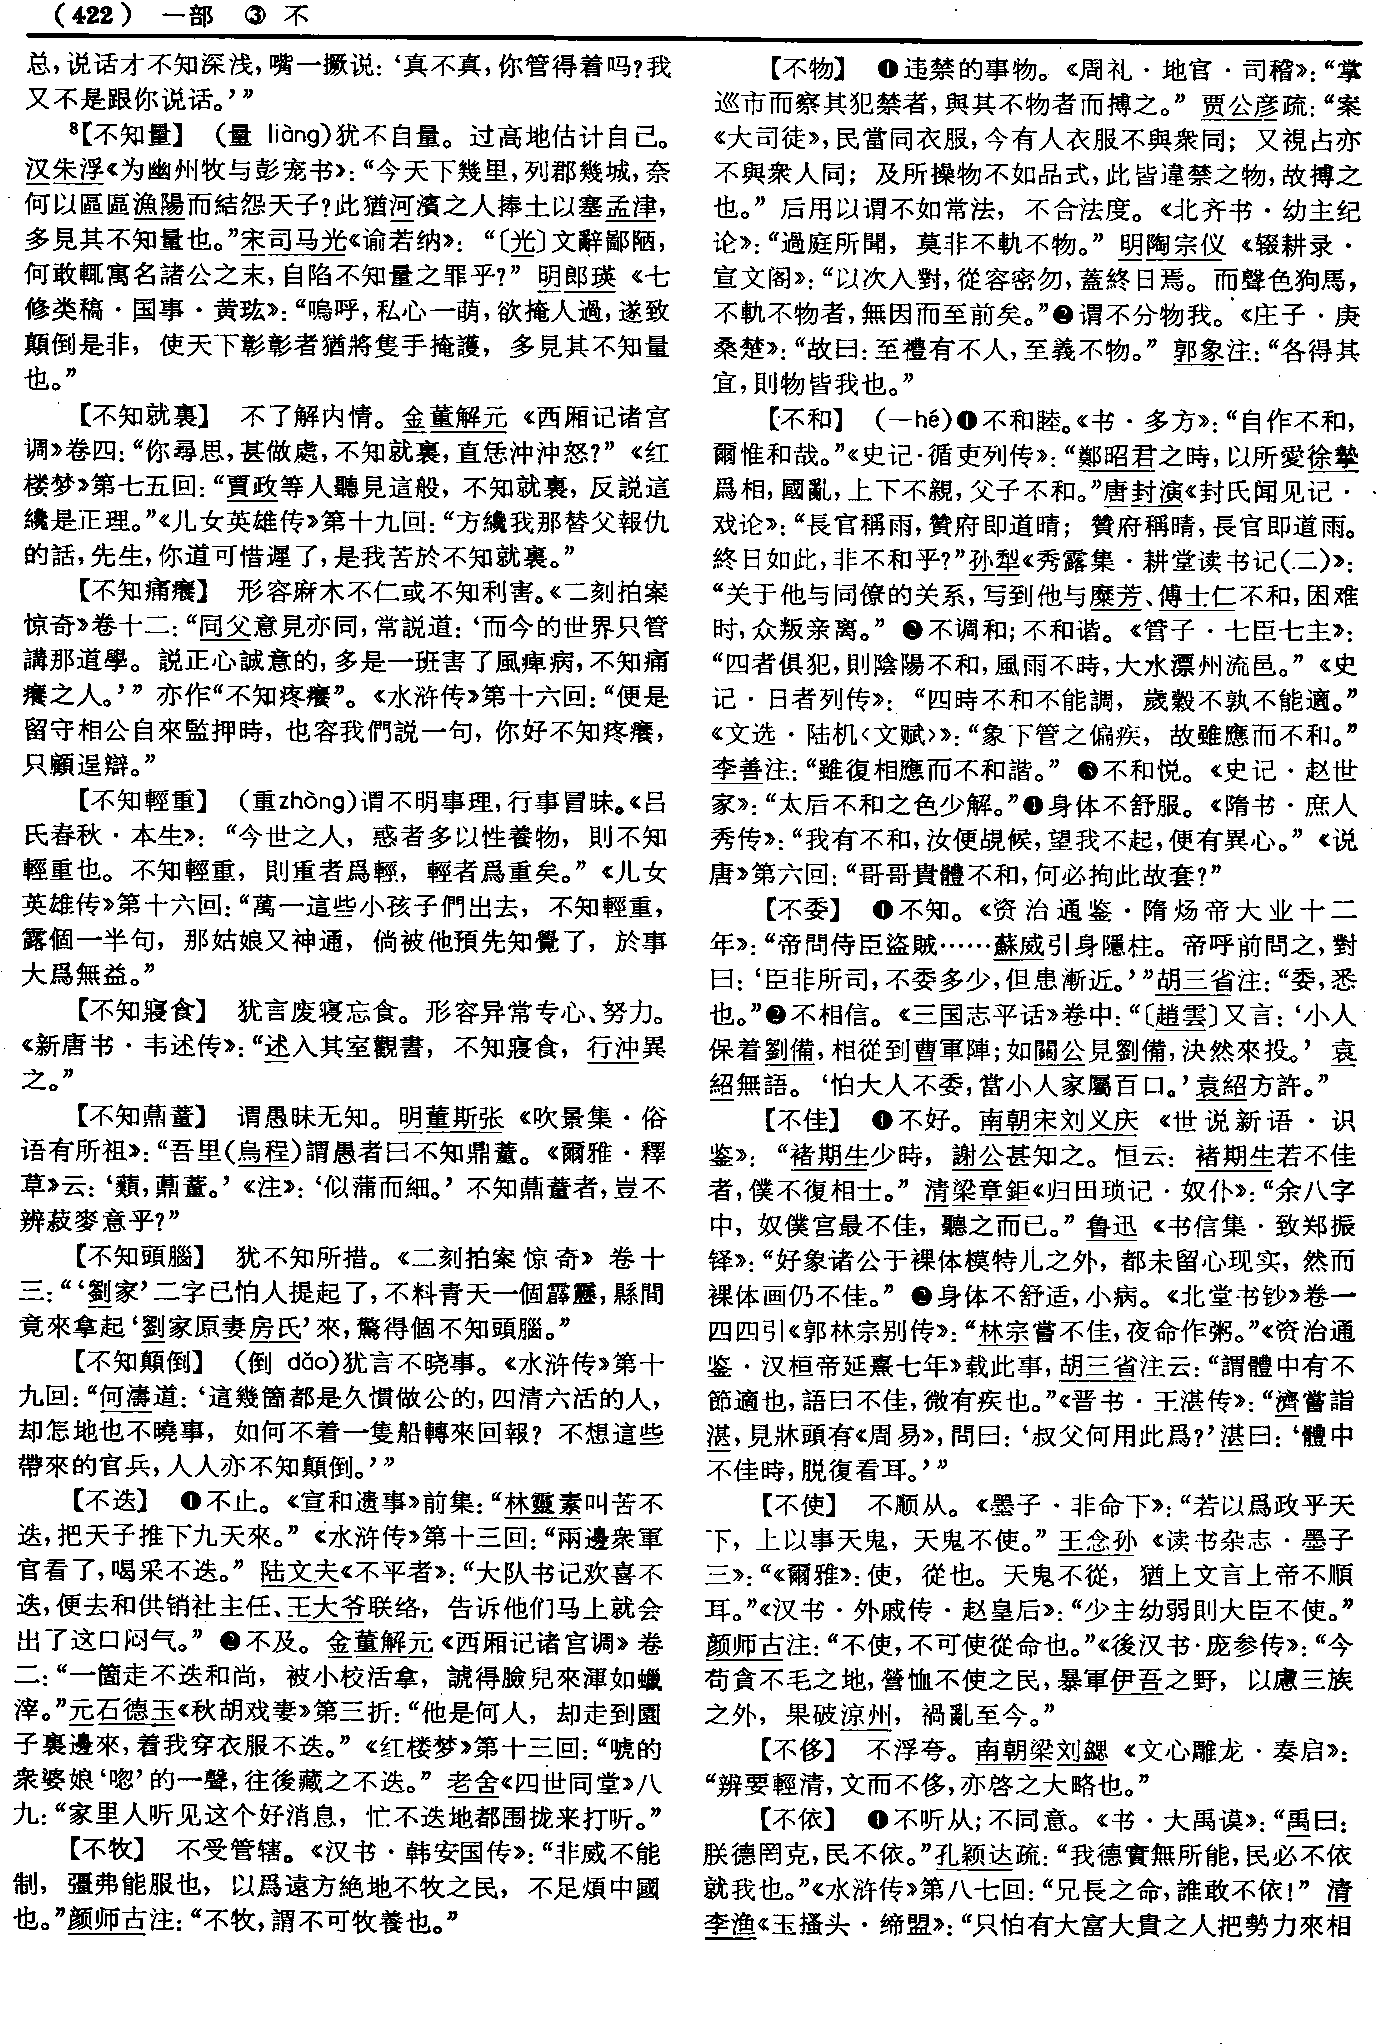 （422） 一部 ③ 不
总，说话才不知深浅，嘴一撅说：‘真不真，你管得着吗？我
又不是跟你说话。’”
⁸【不知量】 （量 liàng）犹不自量。过高地估计自己。
汉朱浮《为幽州牧与彭宠书》：“今天下幾里，列郡幾城，奈
何以區區漁陽而結怨天子？此猶河濱之人捧土以塞孟津，
多見其不知量也。”宋司马光《谕若纳》：“〔光〕文辭鄙陋，
何敢輒寓名諸公之末，自陷不知量之罪乎？” 明郎瑛《七
修类稿·国事·黄玹》：“嗚呼，私心一萌，欲掩人過，遂致
顛倒是非，使天下彰彰者猶將隻手掩護，多見其不知量
也。”
【不知就裏】 不了解内情。金董解元《西厢记诸宫
调》卷四：“你尋思，甚做處，不知就裏，直恁沖沖怒？”《红
楼梦》第七五回：“賈政等人聽見這般，不知就裏，反説這
纔是正理。”《儿女英雄传》第十九回：“方纔我那替父報仇
的話，先生，你道可惜遲了，是我苦於不知就裏。”
【不知痛癢】 形容麻木不仁或不知利害。《二刻拍案
惊奇》卷十二：“同父意見亦同，常説道：‘而今的世界只管
講那道學。説正心誠意的，多是一班害了風痺病，不知痛
癢之人。’” 亦作“不知疼癢”。《水浒传》第十六回：“便是
留守相公自來監押時，也容我們説一句，你好不知疼癢，
只顧逞辯。”
【不知輕重】 （重zhòng）谓不明事理，行事冒昧。《吕
氏春秋·本生》：“今世之人，惑者多以性養物，則不知
輕重也。不知輕重，則重者爲輕，輕者爲重矣。”《儿女
英雄传》第十六回：“萬一這些小孩子們出去，不知輕重，
露個一半句，那姑娘又神通，倘被他預先知覺了，於事
大爲無益。”
【不知寢食】 犹言废寝忘食。形容异常专心、努力。
《新唐书·韦述传》：“述入其室觀書，不知寢食，行沖異
之。”
【不知鼎董】 谓愚昧无知。明董斯张《吹景集·俗
语有所祖》：“吾里（烏程）謂愚者曰不知鼎董。《爾雅·釋
草》云：‘蘱，薡蕫。’《注》：‘似蒲而細。’ 不知薡蕫者，豈不
辨菽麥意乎？”
【不知頭腦】 犹不知所措。《二刻拍案惊奇》卷十
三：“‘劉家’二字已怕人提起了，不料青天一個霹靂，縣間
竟來拿起‘劉家原妻房氏’來，驚得個不知頭腦。”
【不知顛倒】 （倒 dǎo）犹言不晓事。《水浒传》第十
九回：“何濤道：‘這幾箇都是久慣做公的，四清六活的人，
却怎地也不曉事，如何不着一隻船轉來回報？不想這些
帶來的官兵，人人亦不知顛倒。’”
【不迭】 ❶不止。《宣和遗事》前集：“林靈素叫苦不
迭，把天子推下九天來。”《水浒传》第十三回：“兩邊衆軍
官看了，喝采不迭。” 陆文夫《不平者》：“大队书记欢喜不
迭，便去和供销社主任、王大爷联络，告诉他们马上就会
出了这口闷气。” ❷不及。金董解元《西厢记诸宫调》卷
二：“一箇走不迭和尚，被小校活拿，諕得臉兒來渾如蠟
滓。”元石德玉《秋胡戏妻》第三折：“他是何人，却走到園
子裏邊來，着我穿衣服不迭。”《红楼梦》第十三回：“唬的
衆婆娘‘唿’的一聲，往後藏之不迭。” 老舍《四世同堂》八
九：“家里人听见这个好消息，忙不迭地都围拢来打听。”
【不牧】 不受管辖。《汉书·韩安国传》：“非威不能
制，彊弗能服也，以爲遠方絶地不牧之民，不足煩中國
也。”颜师古注：“不牧，謂不可牧養也。”
【不物】 ❶违禁的事物。《周礼·地官·司稽》：“掌
巡市而察其犯禁者，與其不物者而搏之。” 贾公彦疏：“案
《大司徒》，民當同衣服，今有人衣服不與衆同；又視占亦
不與衆人同；及所操物不如品式，此皆違禁之物，故搏之
也。” 后用以谓不如常法，不合法度。《北齐书·幼主纪
论》：“過庭所聞，莫非不軌不物。” 明陶宗仪《辍耕录·
宣文阁》：“以次入對，從容密勿，蓋終日焉。而聲色狗馬，
不軌不物者，無因而至前矣。”❷谓不分物我。《庄子·庚
桑楚》：“故曰：至禮有不人，至義不物。” 郭象注：“各得其
宜，則物皆我也。”
【不和】 （—hé）❶不和睦。《书·多方》：“自作不和，
爾惟和哉。”《史记·循吏列传》：“鄭昭君之時，以所愛徐摯
爲相，國亂，上下不親，父子不和。”唐封演《封氏闻见记·
戏论》：“長官稱雨，贊府即道晴；贊府稱晴，長官即道雨。
終日如此，非不和乎？”孙犁《秀露集·耕堂读书记（二）》：
“关于他与同僚的关系，写到他与糜芳、傅士仁不和，困难
时，众叛亲离。” ❷不调和；不和谐。《管子·七臣七主》：
“四者俱犯，則陰陽不和，風雨不時，大水漂州流邑。”《史
记·日者列传》：“四時不和不能調，歲穀不孰不能適。”
《文选·陆机〈文赋〉》：“象下管之偏疾，故雖應而不和。”
李善注：“雖復相應而不和諧。” ❸不和悦。《史记·赵世
家》：“太后不和之色少解。”❹身体不舒服。《隋书·庶人
秀传》：“我有不和，汝便覘候，望我不起，便有異心。”《说
唐》第六回：“哥哥貴體不和，何必拘此故套？”
【不委】 ❶不知。《资治通鉴·隋炀帝大业十二
年》：“帝問侍臣盜賊……蘇威引身隱柱。帝呼前問之，對
曰：‘臣非所司，不委多少，但患漸近。’”胡三省注：“委，悉
也。”❷不相信。《三国志平话》卷中：“〔趙雲〕又言：‘小人
保着劉備，相從到曹軍陣；如關公見劉備，決然來投。’ 袁
紹無語。‘怕大人不委，當小人家屬百口。’袁紹方許。”
【不佳】 ❶不好。南朝宋刘义庆《世说新语·识
鉴》：“褚期生少時，謝公甚知之。恒云：褚期生若不佳
者，僕不復相士。” 清梁章鉅《归田琐记·奴仆》：“余八字
中，奴僕宫最不佳，聽之而已。” 鲁迅《书信集·致郑振
铎》：“好象诸公于裸体模特儿之外，都未留心现实，然而
裸体画仍不佳。” ❷身体不舒适，小病。《北堂书钞》卷一
四四引《郭林宗别传》：“林宗嘗不佳，夜命作粥。”《资治通
鉴·汉桓帝延熹七年》载此事，胡三省注云：“謂體中有不
節適也，語曰不佳，微有疾也。”《晋书·王湛传》：“濟嘗詣
湛，見牀頭有《周易》，問曰：‘叔父何用此爲？’湛曰：‘體中
不佳時，脱復看耳。’”
【不使】 不顺从。《墨子·非命下》：“若以爲政乎天
下，上以事天鬼，天鬼不使。” 王念孙《读书杂志·墨子
三》：“《爾雅》：使，從也。天鬼不從，猶上文言上帝不順
耳。”《汉书·外戚传·赵皇后》：“少主幼弱則大臣不使。”
颜师古注：“不使，不可使從命也。”《後汉书·庞参传》：“今
苟貪不毛之地，營恤不使之民，暴軍伊吾之野，以慮三族
之外，果破涼州，禍亂至今。”
【不侈】 不浮夸。南朝梁刘勰《文心雕龙·奏启》：
“辨要輕清，文而不侈，亦啓之大略也。”
【不依】 ❶不听从；不同意。《书·大禹谟》：“禹曰：
朕德罔克，民不依。”孔颖达疏：“我德實無所能，民必不依
就我也。”《水浒传》第八七回：“兄長之命，誰敢不依！” 清
李渔《玉搔头·缔盟》：“只怕有大富大貴之人把勢力來相